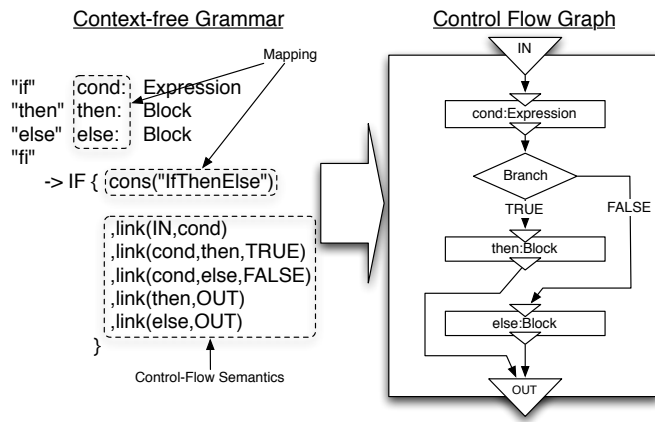 Context-free Grammar
Mapping
"if" cond: Expression
"then" then: Block
"else" else: Block
"fi"
-> IF { cons("IfThenElse")
,link(IN,cond)
,link(cond,then,TRUE)
,link(cond,else,FALSE)
,link(then,OUT)
,link(else,OUT)
}
Control-Flow Semantics
Control Flow Graph
IN
cond:Expression
Branch
TRUE
FALSE
then:Block
else:Block
OUT